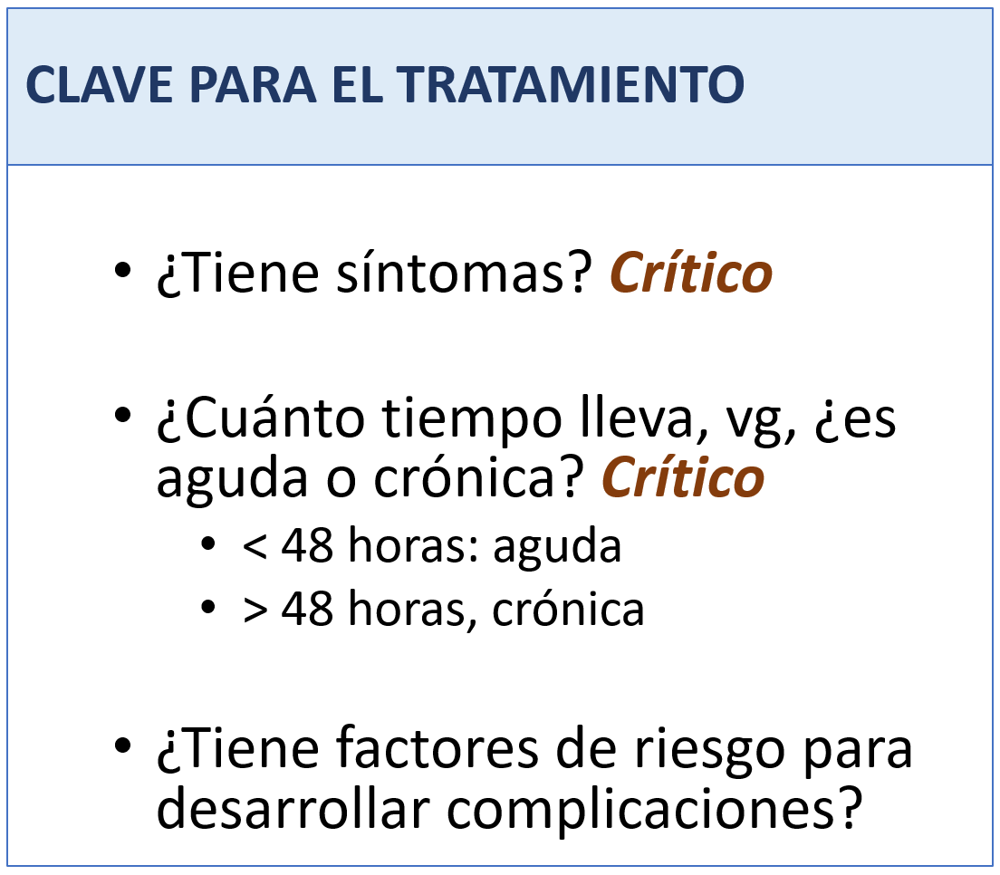 CLAVE PARA EL TRATAMIENTO
• ¿Tiene síntomas? Crítico
• ¿Cuánto tiempo lleva, vg, ¿es
aguda o crónica? Crítico
• < 48 horas: aguda
• > 48 horas, crónica
• ¿Tiene factores de riesgo para
desarrollar complicaciones?